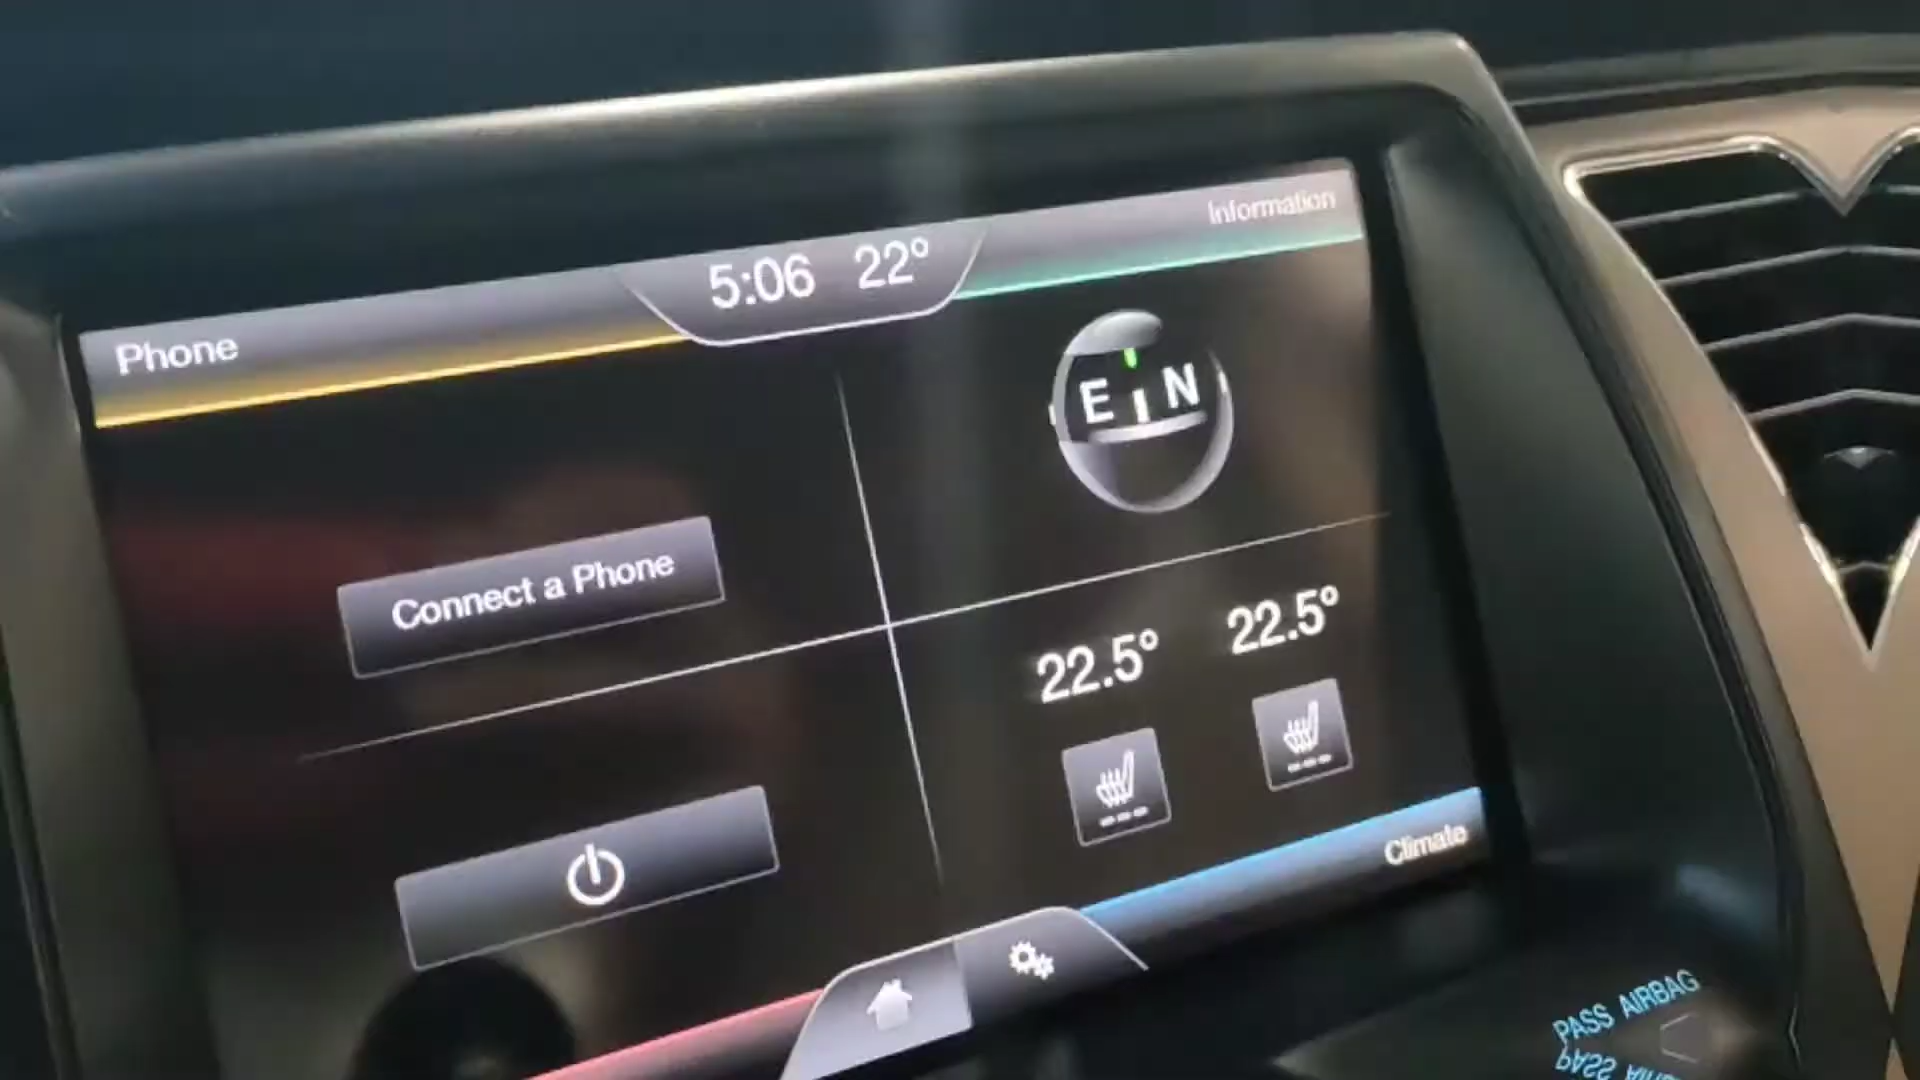 Information
5:06 22°
Phone
E N
Connect a Phone
22.5° 22.5°
Climate
PASS AIRBAG